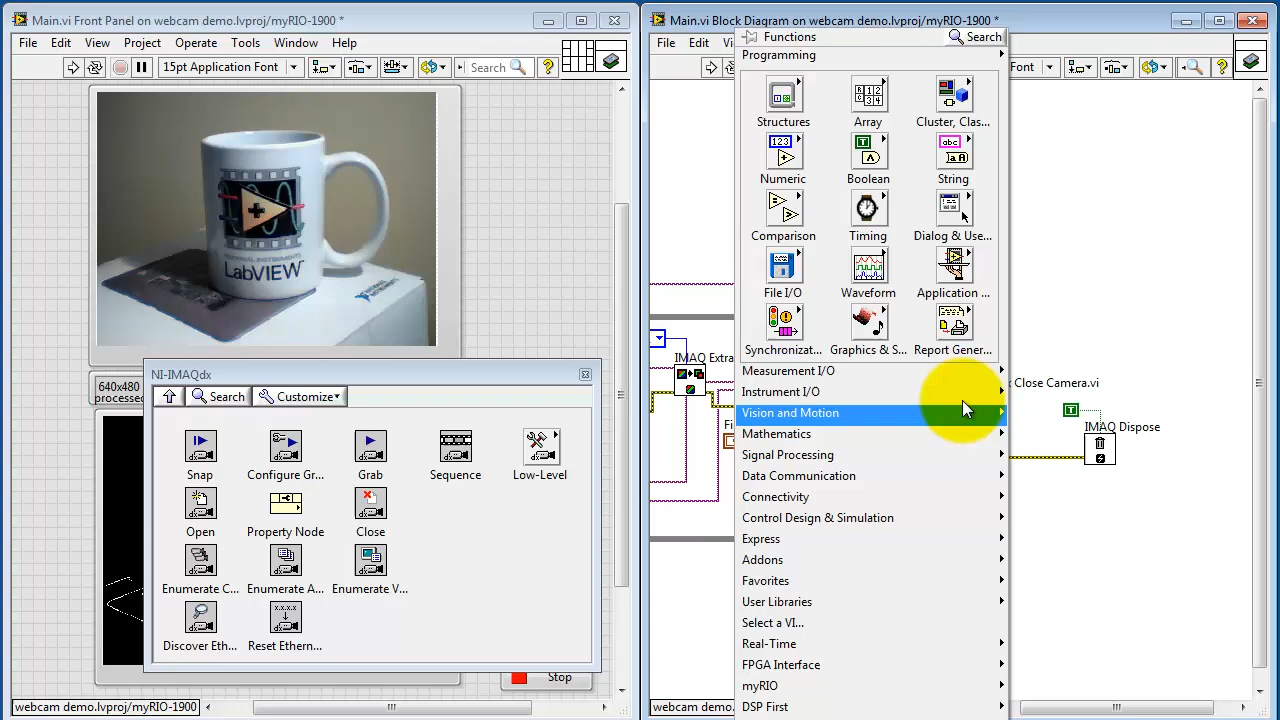 Main.vi Front Panel on webcam demo.lvproj/myRIO-1900 *
File Edit View Project Operate Tools Window Help
15pt Application Font
Search
NATIONAL INSTRUMENTS
LabVIEW
640x480
processed
NI-IMAQdx
Search Customize
Snap Configure Gr... Grab Sequence Low-Level
Open Property Node Close
Enumerate C... Enumerate A... Enumerate V...
Discover Eth... Reset Ethern...
Stop
webcam demo.lvproj/myRIO-1900
Main.vi Block Diagram on webcam demo.lvproj/myRIO-1900 *
File Edit
Font
Functions Search
Programming
Structures Array Cluster, Clas...
Numeric Boolean String
Comparison Timing Dialog & Use...
File I/O Waveform Application ...
Synchronizat... Graphics & S... Report Gener...
Measurement I/O
Instrument I/O
Vision and Motion
Mathematics
Signal Processing
Data Communication
Connectivity
Control Design & Simulation
Express
Addons
Favorites
User Libraries
Select a VI...
Real-Time
FPGA Interface
myRIO
DSP First
IMAQ Extra
Close Camera.vi
IMAQ Dispose